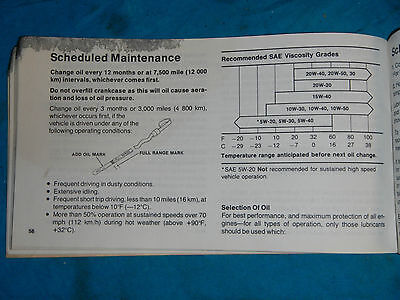 Scheduled Maintenance
Change oil every 12 months or at 7,500 mile (12 000
km) intervals, whichever comes first.
Do not overfill crankcase as this will cause aera-
tion and loss of oil pressure.
Change oil every 3 months or 3,000 miles (4 800 km),
whichever occurs first, if the
vehicle is driven under any of the
following operating conditions:
ADD OIL MARK
FULL RANGE MARK
● Frequent driving in dusty conditions.
● Extensive idling.
● Frequent short trip driving, less than 10 miles (16 km), at
temperatures below 10°F (−12°C).
● More than 50% operation at sustained speeds over 70
mph (112 km/h) during hot weather (above +90°F,
+32°C).
58
Recommended SAE Viscosity Grades
20W-40, 20W-50, 30
20W-20
15W-40
10W-30, 10W-40, 10W-50
*5W-20, 5W-30, 5W-40
F −20 −10 10 20 32 60 80 100
C −29 −23 −12 −7 0 16 27 38
Temperature range anticipated before next oil change.
*SAE 5W-20 Not recommended for sustained high speed
vehicle operation.
Selection Of Oil
For best performance, and maximum protection of all en-
gines—for all types of operation, only those lubricants
should be used which: